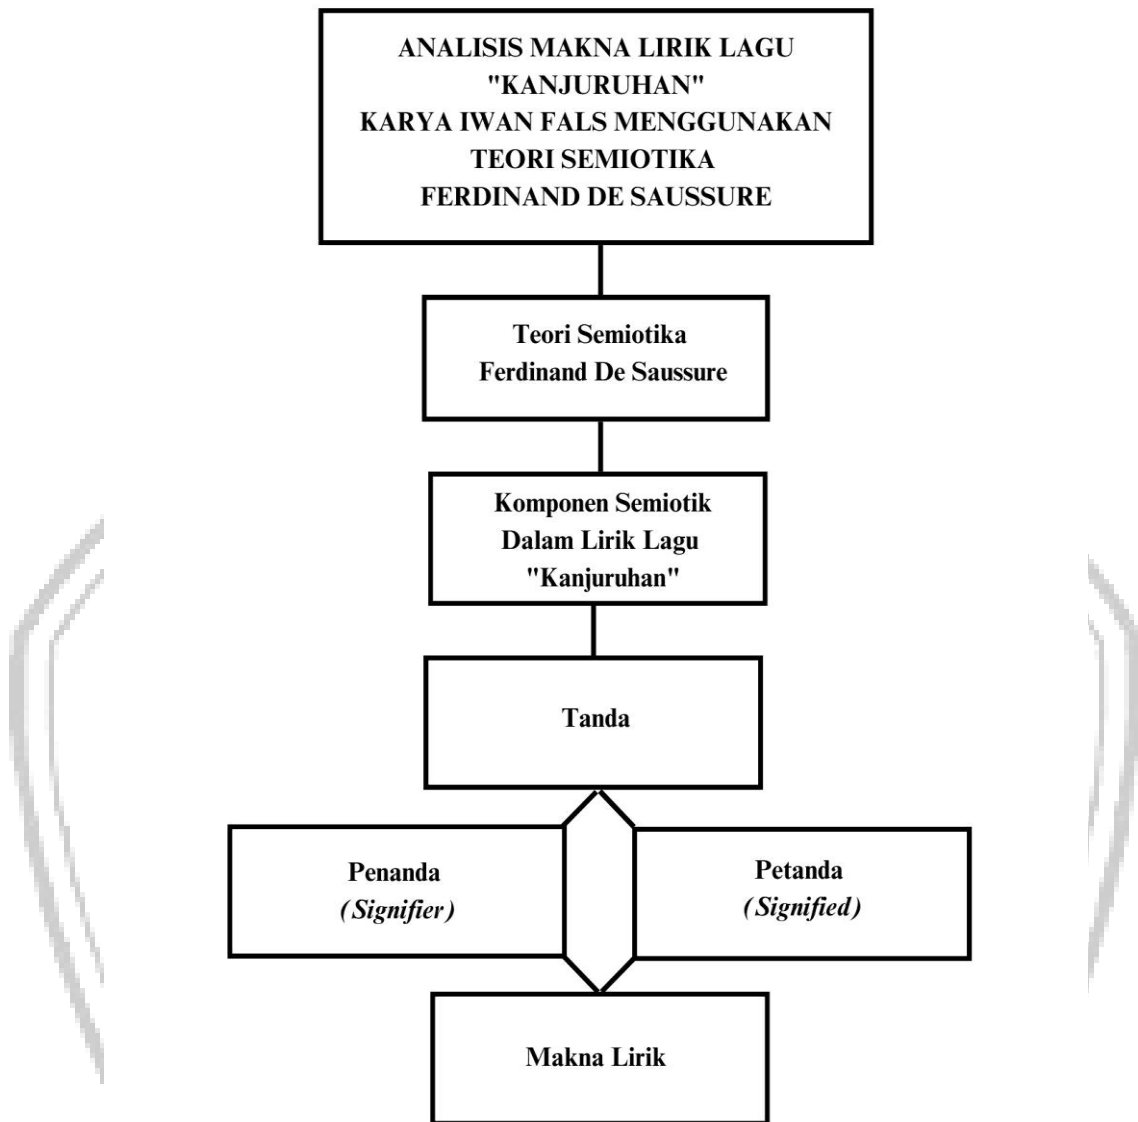 ANALISIS MAKNA LIRIK LAGU
"KANJURUHAN"
KARYA IWAN FALS MENGGUNAKAN
TEORI SEMIOTIKA
FERDINAND DE SAUSSURE
Teori Semiotika
Ferdinand De Saussure
Komponen Semiotik
Dalam Lirik Lagu
"Kanjuruhan"
Tanda
Penanda
(Signifier)
Petanda
(Signified)
Makna Lirik